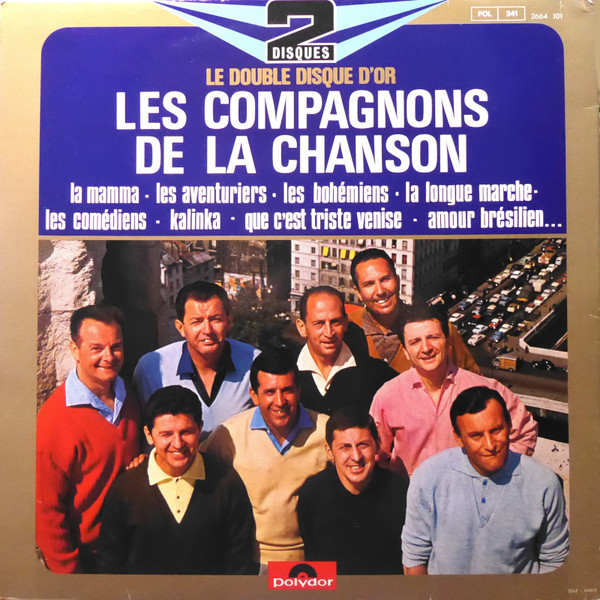 2
DISQUES
POL 341 2664 101
LE DOUBLE DISQUE D'OR
LES COMPAGNONS
DE LA CHANSON
la mamma · les aventuriers · les bohémiens · la longue marche ·
les comédiens · kalinka · que c'est triste venise · amour brésilien...
polydor